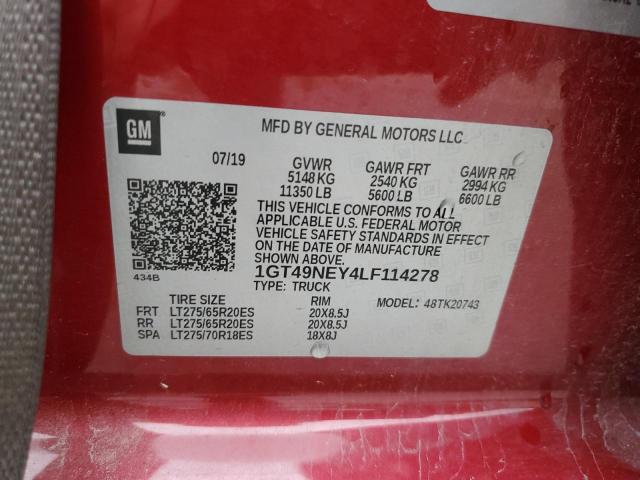 GM
MFD BY GENERAL MOTORS LLC
07/19 GVWR GAWR FRT GAWR RR
5148 KG 2540 KG 2994 KG
11350 LB 5600 LB 6600 LB
THIS VEHICLE CONFORMS TO ALL
APPLICABLE U.S. FEDERAL MOTOR
VEHICLE SAFETY STANDARDS IN EFFECT
ON THE DATE OF MANUFACTURE
SHOWN ABOVE.
434B 1GT49NEY4LF114278
TYPE: TRUCK
TIRE SIZE RIM MODEL: 48TK20743
FRT LT275/65R20ES 20X8.5J
RR LT275/65R20ES 20X8.5J
SPA LT275/70R18ES 18X8J